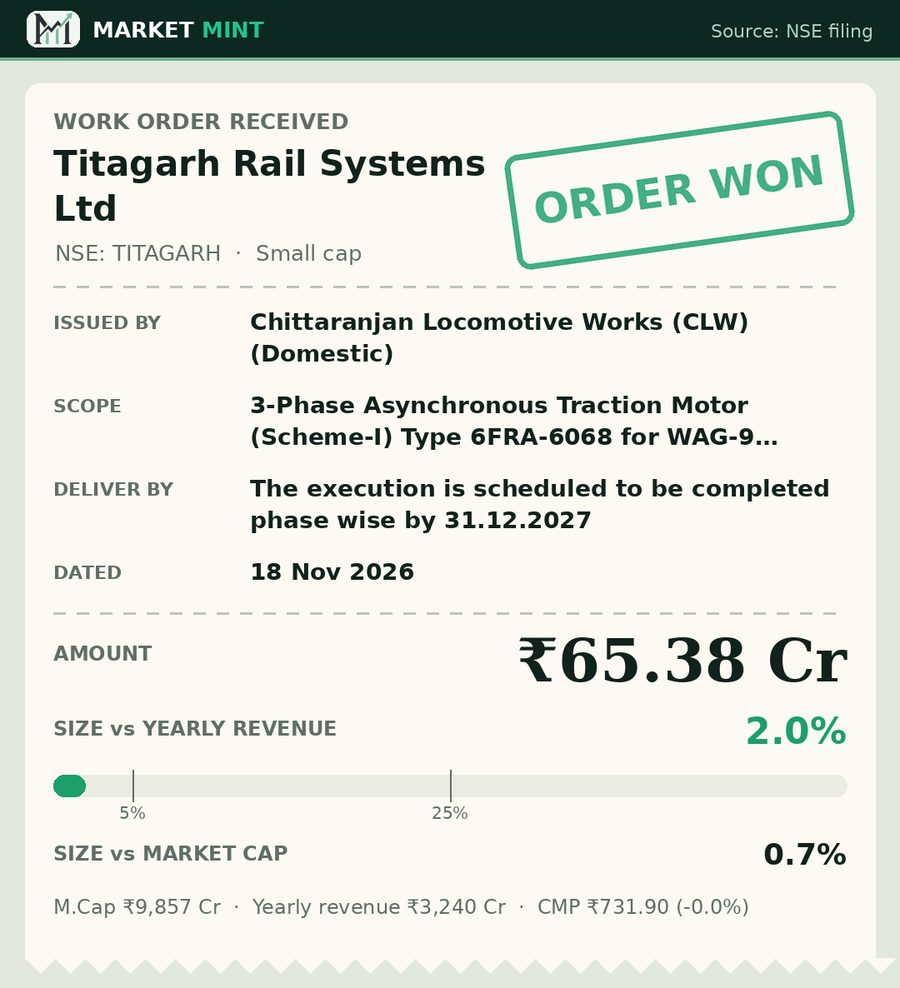 MARKET MINT
Source: NSE filing
WORK ORDER RECEIVED
Titagarh Rail Systems
Ltd
ORDER WON
NSE: TITAGARH · Small cap
ISSUED BY
Chittaranjan Locomotive Works (CLW)
(Domestic)
SCOPE
3-Phase Asynchronous Traction Motor
(Scheme-I) Type 6FRA-6068 for WAG-9...
DELIVER BY
The execution is scheduled to be completed
phase wise by 31.12.2027
DATED
18 Nov 2026
AMOUNT
₹65.38 Cr
SIZE vs YEARLY REVENUE
2.0%
5%
25%
SIZE vs MARKET CAP
0.7%
M.Cap ₹9,857 Cr · Yearly revenue ₹3,240 Cr · CMP ₹731.90 (-0.0%)